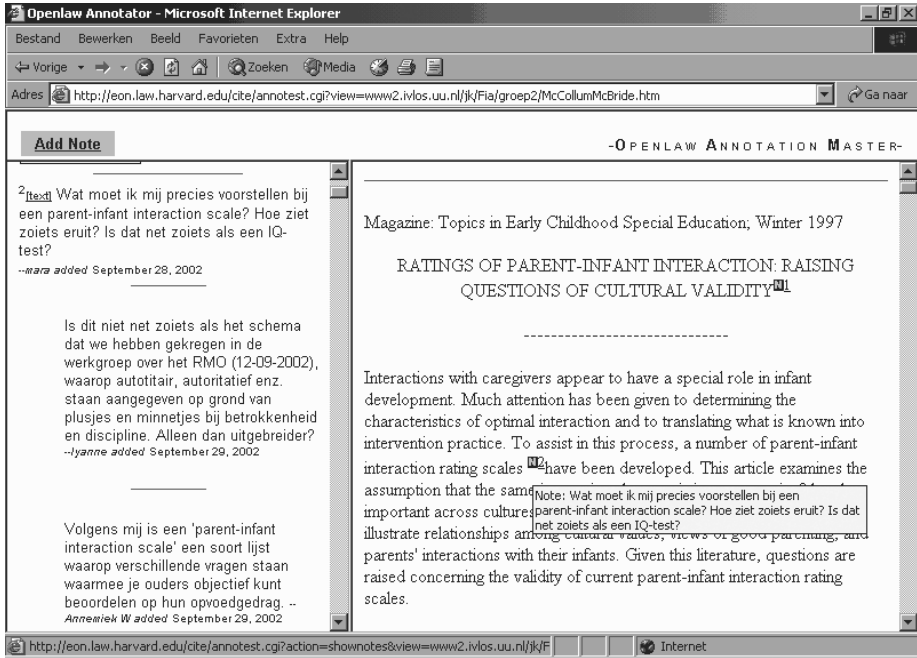 Openlaw Annotator - Microsoft Internet Explorer
Bestand Bewerken Beeld Favorieten Extra Help
Vorige Zoeken Media
Adres http://eon.law.harvard.edu/cite/annotest.cgi?view=www2.ivlos.uu.nl/jk/Fia/groep2/McCollumMcBride.htm Ga naar
Add Note
-OPENLAW ANNOTATION MASTER-
2[text] Wat moet ik mij precies voorstellen bij
een parent-infant interaction scale? Hoe ziet
zoiets eruit? Is dat net zoiets als een IQ-
test?
--mara added September 28, 2002
Is dit niet net zoiets als het schema
dat we hebben gekregen in de
werkgroep over het RMO (12-09-2002),
waarop autotitair, autoritatief enz.
staan aangegeven op grond van
plusjes en minnetjes bij betrokkenheid
en discipline. Alleen dan uitgebreider?
--lyanne added September 29, 2002
Volgens mij is een 'parent-infant
interaction scale' een soort lijst
waarop verschillende vragen staan
waarmee je ouders objectief kunt
beoordelen op hun opvoedgedrag. --
Annemiek W added September 29, 2002
Magazine: Topics in Early Childhood Special Education; Winter 1997
RATINGS OF PARENT-INFANT INTERACTION: RAISING
QUESTIONS OF CULTURAL VALIDITY N1
-----------------------------
Interactions with caregivers appear to have a special role in infant
development. Much attention has been given to determining the
characteristics of optimal interaction and to translating what is known into
intervention practice. To assist in this process, a number of parent-infant
interaction rating scales N2 have been developed. This article examines the
assumption that the same
important across cultures
illustrate relationships among cultural values, views of good parenting, and
parents' interactions with their infants. Given this literature, questions are
raised concerning the validity of current parent-infant interaction rating
scales.
Note: Wat moet ik mij precies voorstellen bij een
parent-infant interaction scale? Hoe ziet zoiets eruit? Is dat
net zoiets als een IQ-test?
http://eon.law.harvard.edu/cite/annotest.cgi?action=shownotes&view=www2.ivlos.uu.nl/jk/F Internet